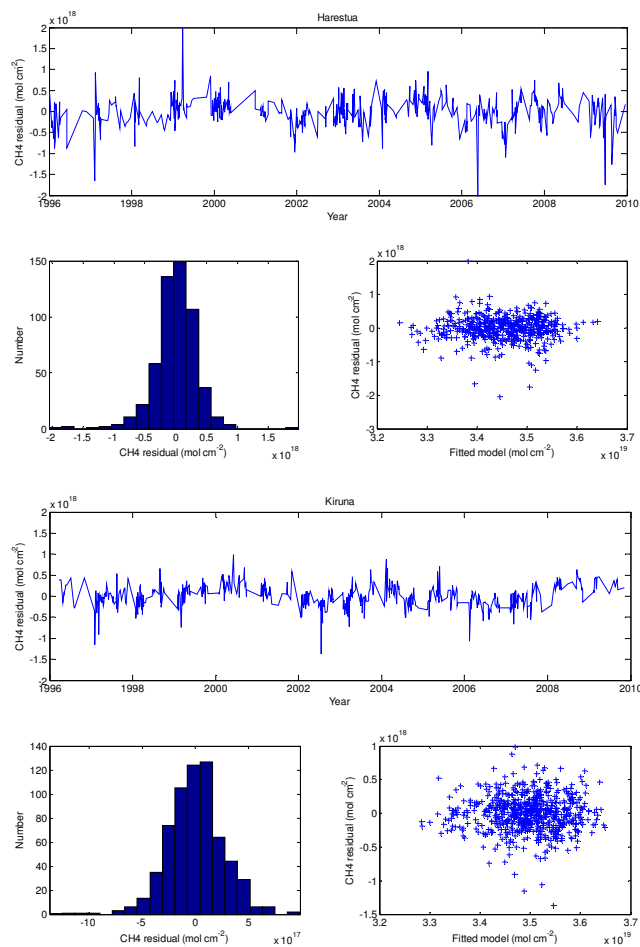 Harestua
x 10^18
2
1.5
1
0.5
0
-0.5
-1
-1.5
-2
CH4 residual (mol cm^2)
1996 1998 2000 2002 2004 2006 2008 2010
Year
150
100
50
0
Number
-2 -1.5 -1 -0.5 0 0.5 1 1.5
x 10^18
CH4 residual (mol cm^-2)
x 10^18
2
1
0
-1
-2
-3
CH4 residual (mol cm^2)
3.2 3.3 3.4 3.5 3.6 3.7
x 10^19
Fitted model (mol cm^-2)
Kiruna
x 10^18
2
1.5
1
0.5
0
-0.5
-1
-1.5
-2
CH4 residual (mol cm^2)
1996 1998 2000 2002 2004 2006 2008 2010
Year
140
120
100
80
60
40
20
0
Number
-10 -5 0 5
x 10^17
CH4 residual (mol cm^-2)
x 10^18
1
0.5
0
-0.5
-1
-1.5
CH4 residual (mol cm^2)
3.2 3.3 3.4 3.5 3.6 3.7
x 10^19
Fitted model (mol cm^-2)